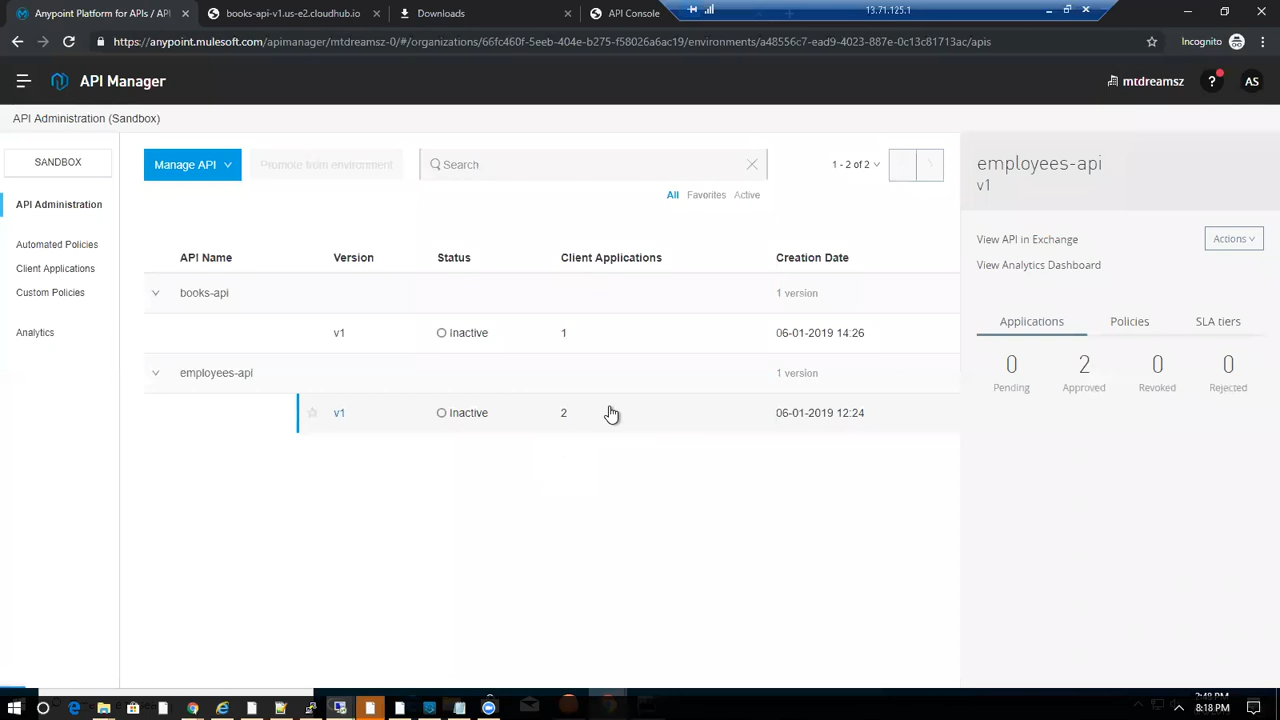 Anypoint Platform for APIs / API
books-api-v1.us-e2.cloudhub.io
Downloads
API Console
13.71.125.1
https://anypoint.mulesoft.com/apimanager/mtdreamsz-0/#/organizations/66fc460f-5eeb-404e-b275-f58026a6ac19/environments/a48556c7-ead9-4023-887e-0c13c81713ac/apis
Incognito
API Manager
mtdreamsz
?
AS
API Administration (Sandbox)
SANDBOX
API Administration
Automated Policies
Client Applications
Custom Policies
Analytics
Manage API
Promote from environment
Search
1 - 2 of 2
All Favorites Active
API Name Version Status Client Applications Creation Date
books-api 1 version
v1 Inactive 1 06-01-2019 14:26
employees-api 1 version
v1 Inactive 2 06-01-2019 12:24
employees-api
v1
View API in Exchange
Actions
View Analytics Dashboard
Applications Policies SLA tiers
0 2 0 0
Pending Approved Revoked Rejected
8:18 PM